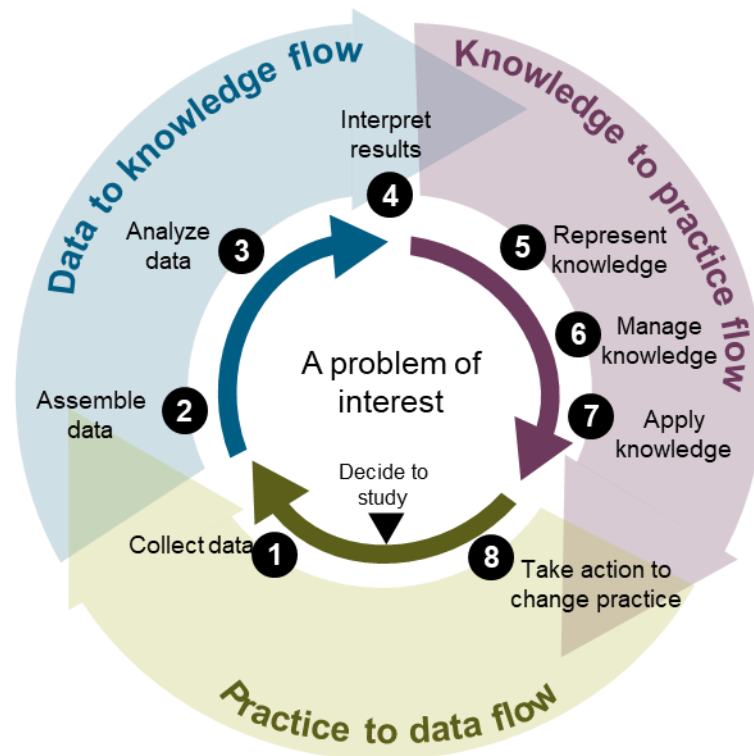 Data to knowledge flow
Knowledge to practice flow
Interpret
results
4
Analyze
data
3
5
Represent
knowledge
6
Manage
knowledge
A problem of
interest
Assemble
data
2
7
Apply
knowledge
Decide to
study
Collect data
1
8
Take action to
change practice
Practice to data flow